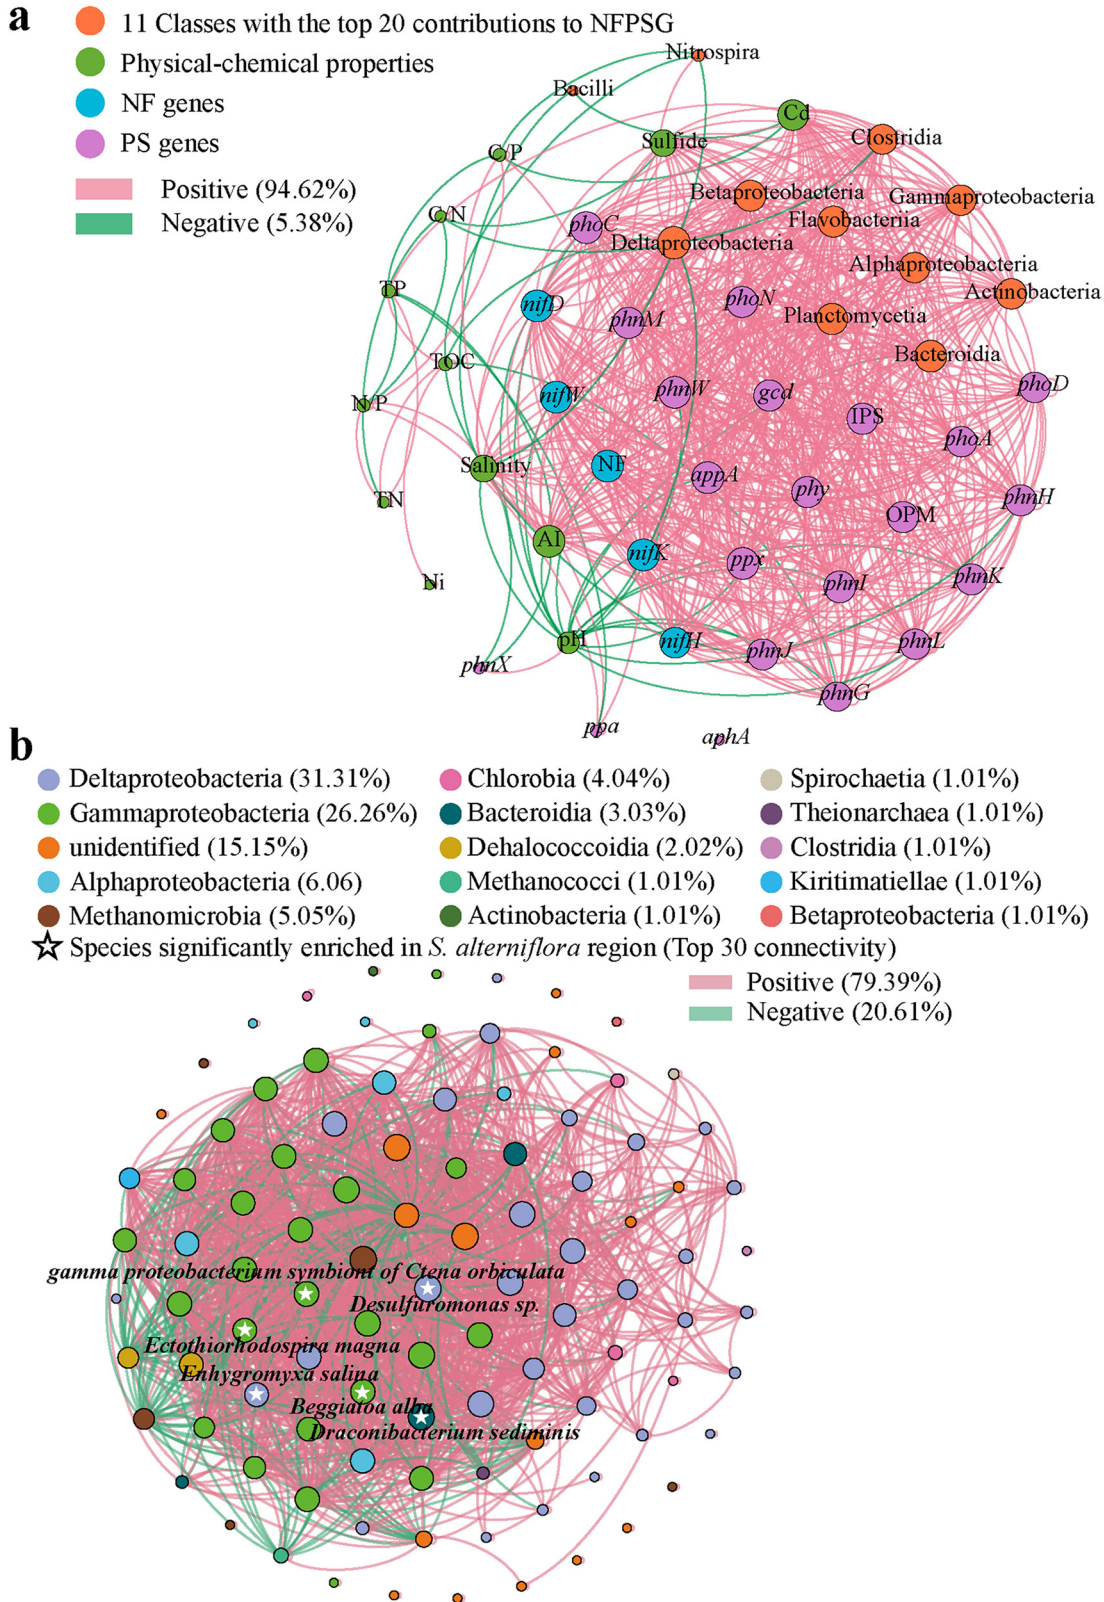 a
11 Classes with the top 20 contributions to NFPSG
Physical-chemical properties
NF genes
PS genes
Positive (94.62%)
Negative (5.38%)
Nitrospira
Bacilli
Cd
Sulfide
Clostridia
C/P
Betaproteobacteria
Gammaproteobacteria
C/N
phoC
Flavobacteriia
Deltaproteobacteria
Alphaproteobacteria
TP
nifD
phnM
phoN
Planctomycetia
Actinobacteria
TOC
Bacteroidia
N/P
nifW
phnW
gcd
IPS
phoD
phoA
Salinity
NF
appA
phy
OPM
phnH
TN
AI
nifK
ppx
phnI
phnK
Ni
pH
nifH
phnJ
phnL
phnX
phnG
ppa
aphA
b
Deltaproteobacteria (31.31%)
Chlorobia (4.04%)
Spirochaetia (1.01%)
Gammaproteobacteria (26.26%)
Bacteroidia (3.03%)
Theionarchaea (1.01%)
unidentified (15.15%)
Dehalococcoidia (2.02%)
Clostridia (1.01%)
Alphaproteobacteria (6.06)
Methanococci (1.01%)
Kiritimatiellae (1.01%)
Methanomicrobia (5.05%)
Actinobacteria (1.01%)
Betaproteobacteria (1.01%)
Species significantly enriched in S. alterniflora region (Top 30 connectivity)
Positive (79.39%)
Negative (20.61%)
gamma proteobacterium symbiont of Ctena orbiculata
Desulfuromonas sp.
Ectothiorhodospira magna
Enhygromyxa salina
Beggiatoa alba
Draconibacterium sediminis